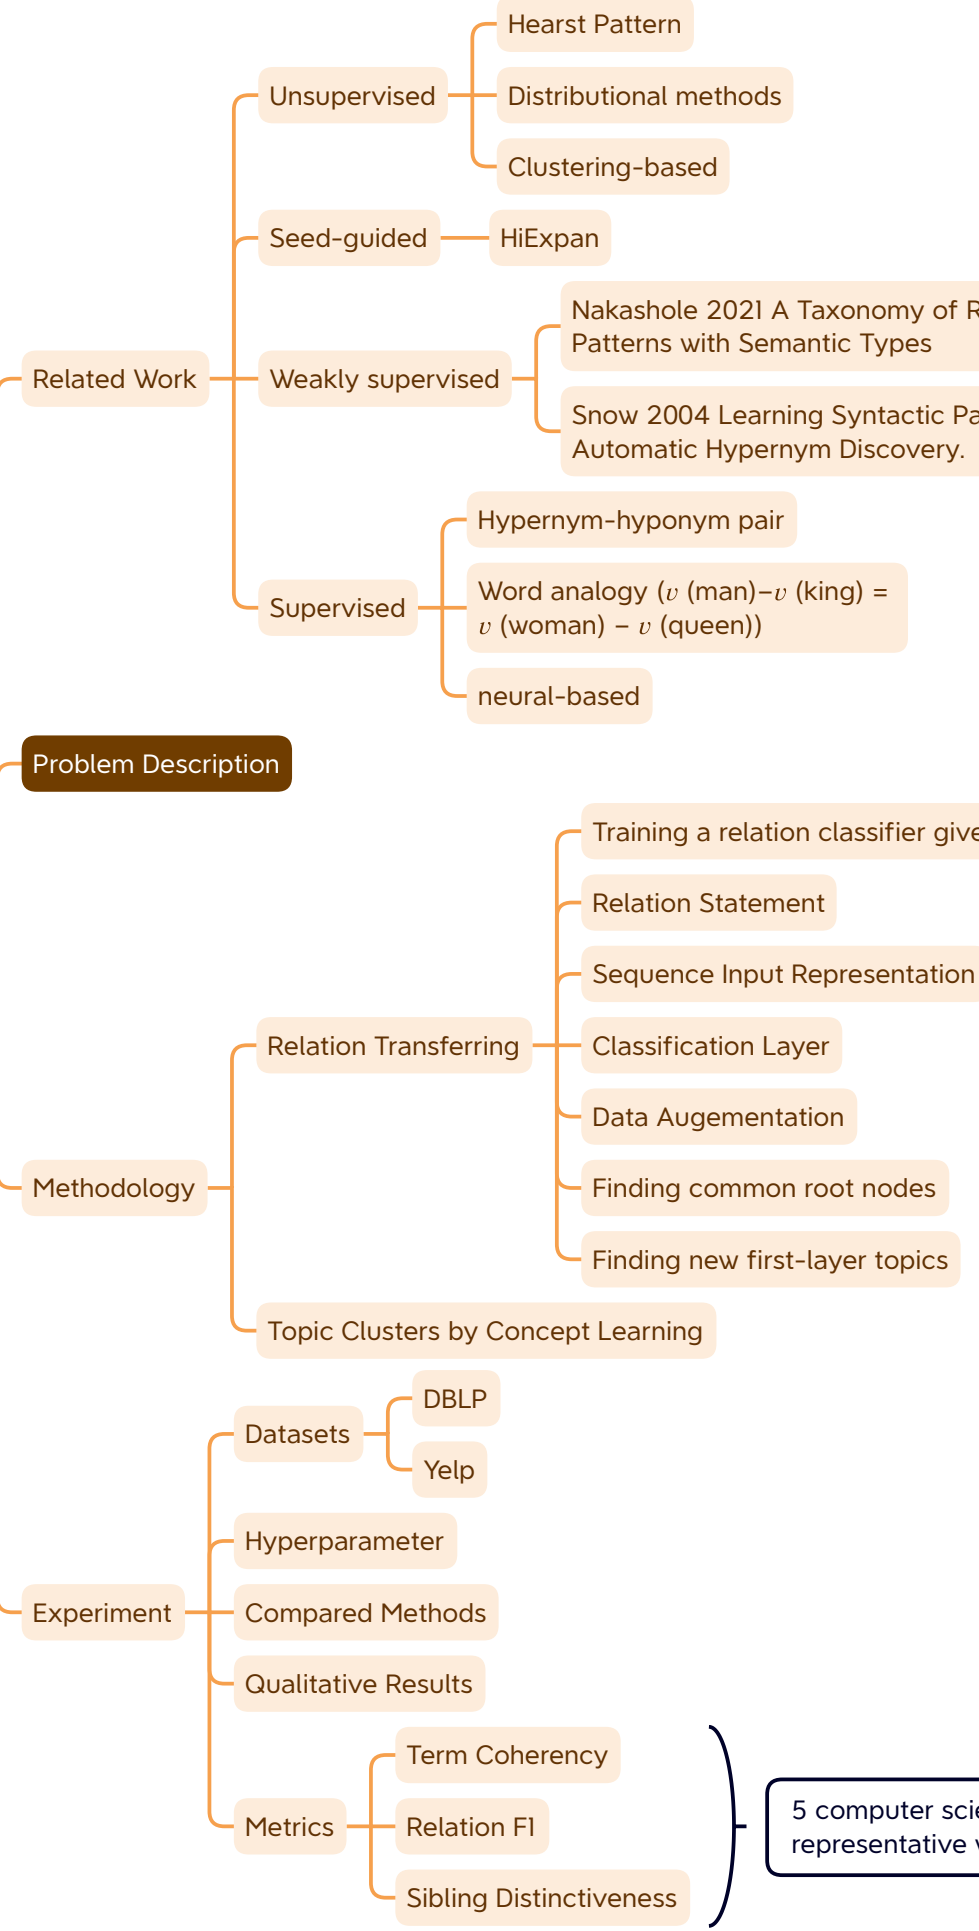 Hearst Pattern
Unsupervised
Distributional methods
Clustering-based
Seed-guided
HiExpan
Nakashole 2021 A Taxonomy of
Patterns with Semantic Types
Related Work
Weakly supervised
Snow 2004 Learning Syntactic
Automatic Hypernym Discovery.
Hypernym-hyponym pair
Supervised
Word analogy (v (man)–v (king) =
v (woman) – v (queen))
neural-based
Problem Description
Training a relation classifier
Relation Statement
Sequence Input Representation
Relation Transferring
Classification Layer
Data Augementation
Methodology
Finding common root nodes
Finding new first-layer topics
Topic Clusters by Concept Learning
DBLP
Datasets
Yelp
Hyperparameter
Experiment
Compared Methods
Qualitative Results
Term Coherency
Metrics
Relation F1
Sibling Distinctiveness
5 computer
representative